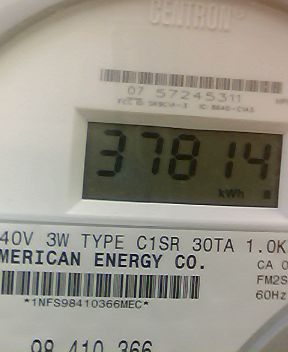 CENTRON®
07 57245311
37814
kWh
40V 3W TYPE C1SR 30TA 1.0K
MERICAN ENERGY CO.
CA 0
FM2S
60Hz
*1NFS98410366MEC*
98 410 366